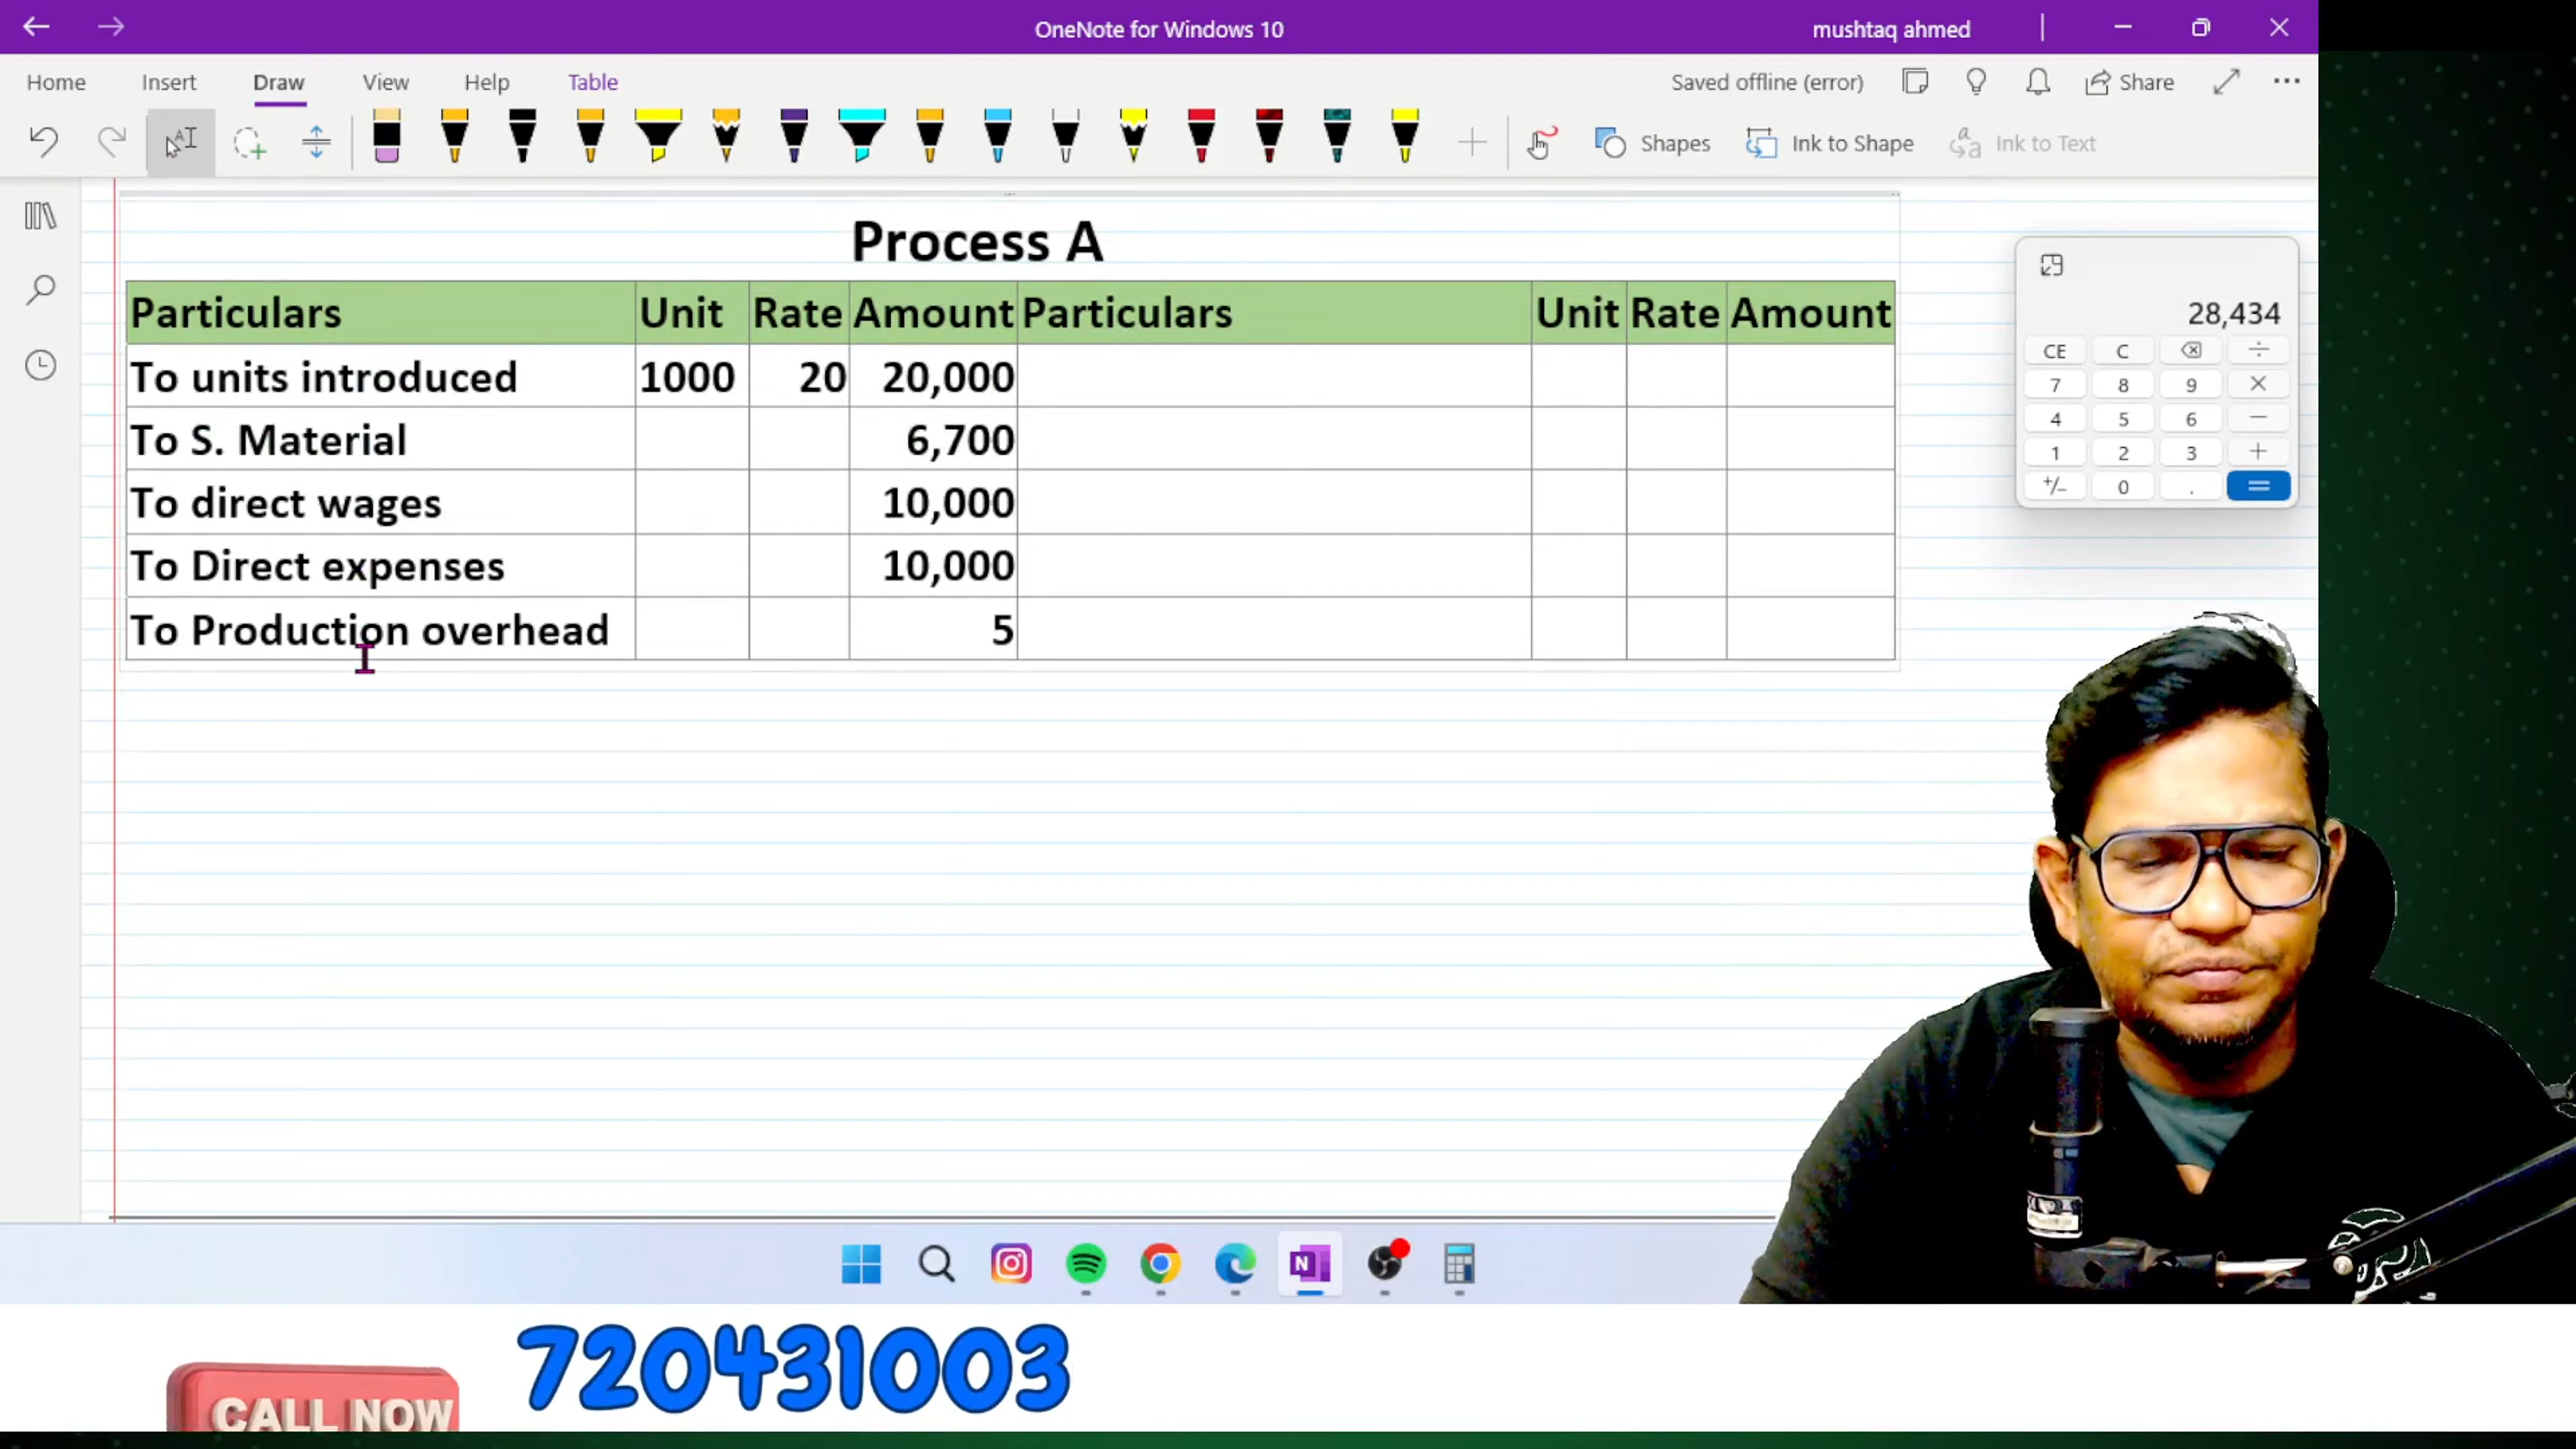 OneNote for Windows 10
mushtaq ahmed
Home Insert Draw View Help Table
Saved offline (error)
Share
Shapes
Ink to Shape
Ink to Text
Process A
Particulars Unit Rate Amount Particulars Unit Rate Amount
To units introduced 1000 20 20,000
To S. Material 6,700
To direct wages 10,000
To Direct expenses 10,000
To Production overhead 5
28,434
CE C ÷
7 8 9 ×
4 5 6 −
1 2 3 +
+/− 0 . =
720431003
CALL NOW